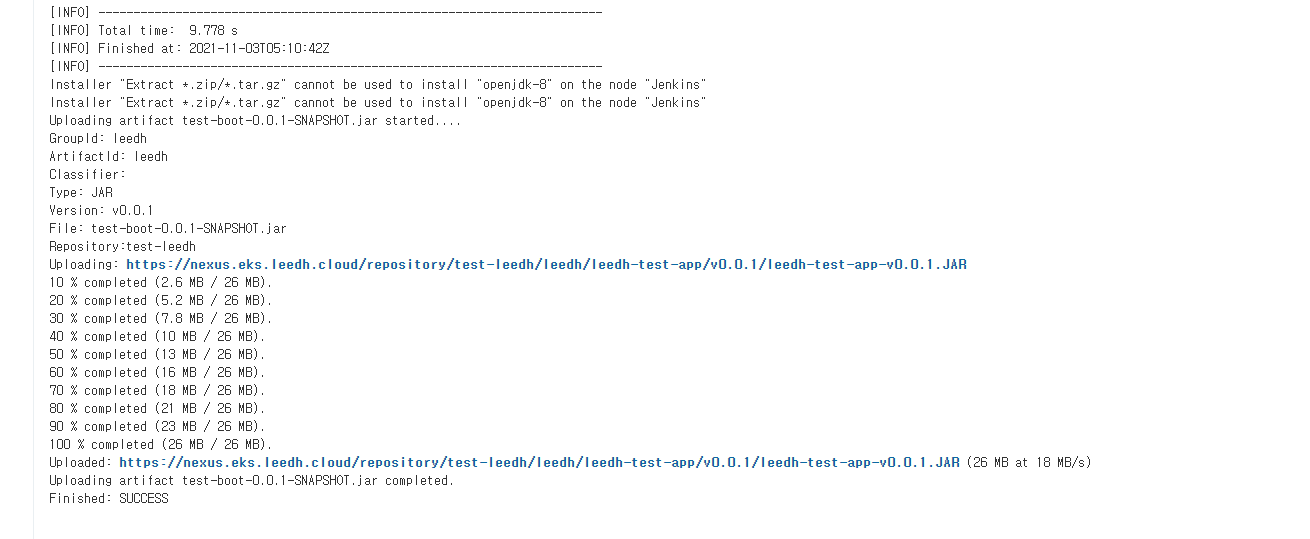 [INFO] ------------------------------------------------------------------------
[INFO] Total time:  9.778 s
[INFO] Finished at: 2021-11-03T05:10:42Z
[INFO] ------------------------------------------------------------------------
Installer "Extract *.zip/*.tar.gz" cannot be used to install "openjdk-8" on the node "Jenkins"
Installer "Extract *.zip/*.tar.gz" cannot be used to install "openjdk-8" on the node "Jenkins"
Uploading artifact test-boot-0.0.1-SNAPSHOT.jar started....
GroupId: leedh
ArtifactId: leedh
Classifier:
Type: JAR
Version: v0.0.1
File: test-boot-0.0.1-SNAPSHOT.jar
Repository:test-leedh
Uploading: https://nexus.eks.leedh.cloud/repository/test-leedh/leedh/leedh-test-app/v0.0.1/leedh-test-app-v0.0.1.JAR
10 % completed (2.6 MB / 26 MB).
20 % completed (5.2 MB / 26 MB).
30 % completed (7.8 MB / 26 MB).
40 % completed (10 MB / 26 MB).
50 % completed (13 MB / 26 MB).
60 % completed (16 MB / 26 MB).
70 % completed (18 MB / 26 MB).
80 % completed (21 MB / 26 MB).
90 % completed (23 MB / 26 MB).
100 % completed (26 MB / 26 MB).
Uploaded: https://nexus.eks.leedh.cloud/repository/test-leedh/leedh/leedh-test-app/v0.0.1/leedh-test-app-v0.0.1.JAR (26 MB at 18 MB/s)
Uploading artifact test-boot-0.0.1-SNAPSHOT.jar completed.
Finished: SUCCESS